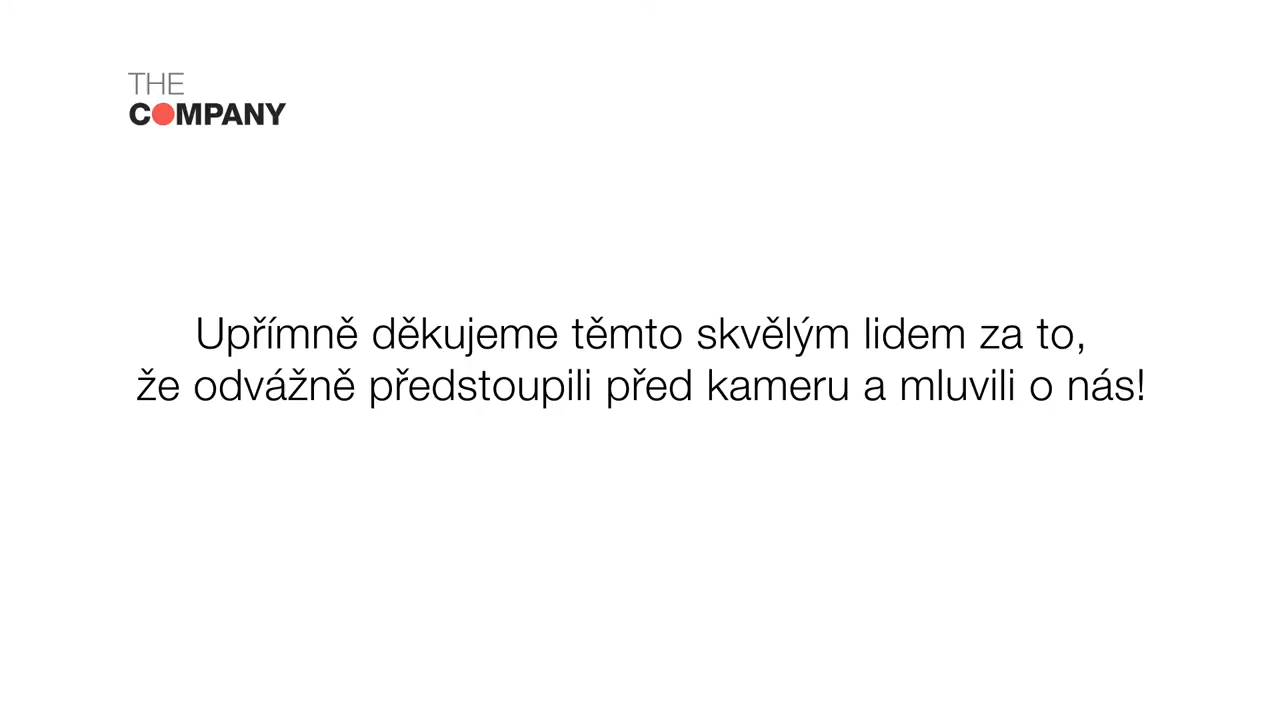 THE
COMPANY
Upřímně děkujeme těmto skvělým lidem za to,
že odvážně předstoupili před kameru a mluvili o nás!